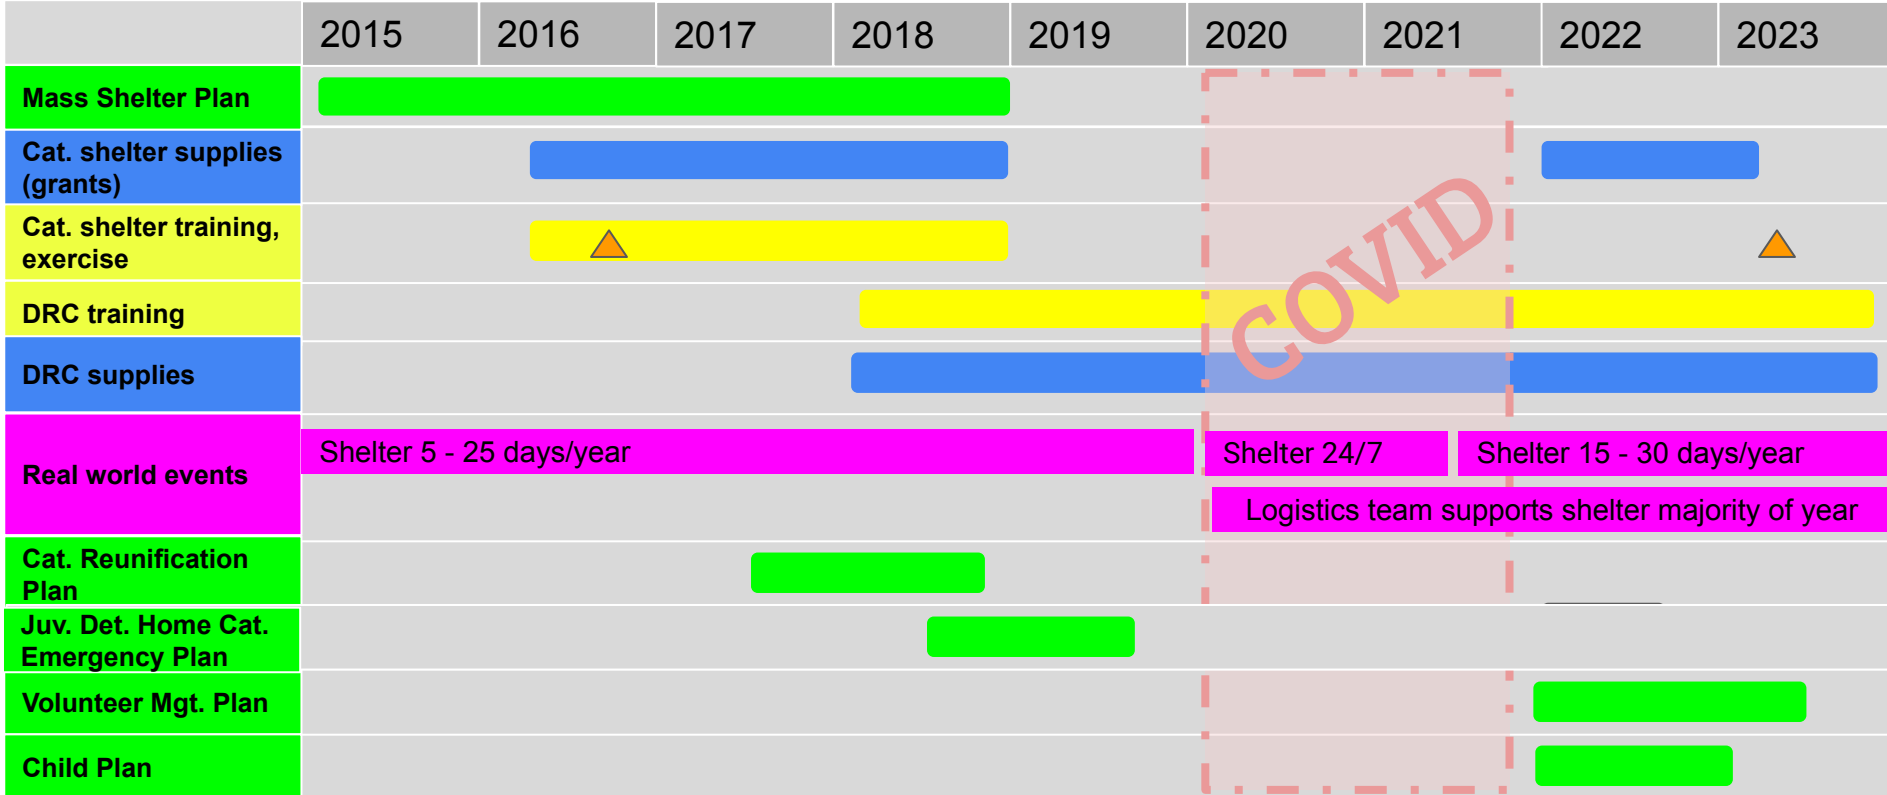 2015 2016 2017 2018 2019 2020 2021 2022 2023
Mass Shelter Plan
Cat. shelter supplies
(grants)
Cat. shelter training,
exercise
COVID
DRC training
DRC supplies
Real world events
Shelter 5 - 25 days/year
Shelter 24/7
Shelter 15 - 30 days/year
Logistics team supports shelter majority of year
Cat. Reunification
Plan
Juv. Det. Home Cat.
Emergency Plan
Volunteer Mgt. Plan
Child Plan